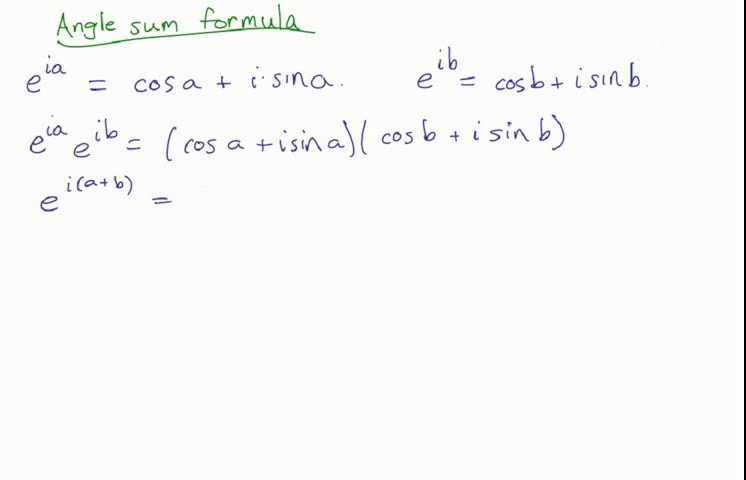 Angle sum formula
e^{ia} = cos a + i·sin a. e^{ib} = cos b + i sin b.
e^{ia} e^{ib} = (cos a + i sin a)(cos b + i sin b)
e^{i(a+b)} =